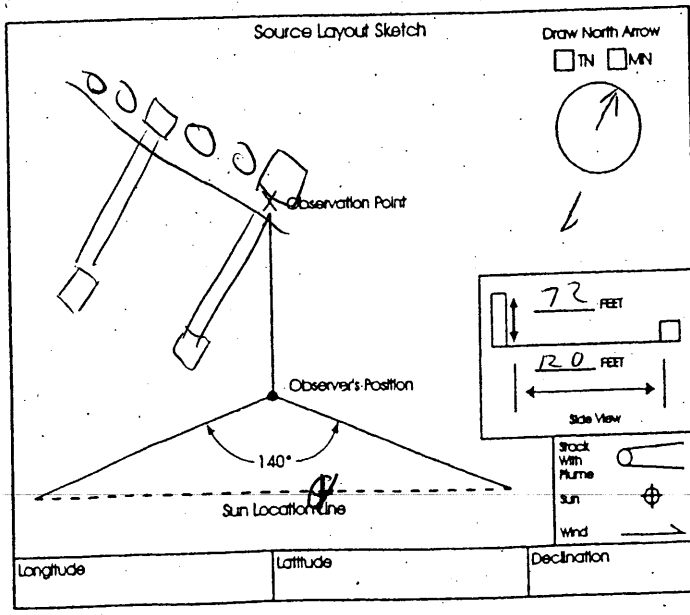 Source Layout Sketch
Draw North Arrow
TN MN
Observation Point
72 FEET
120 FEET
Side View
Observer's Position
140°
Sun Location Line
Stack
With
Plume
Sun
Wind
Longitude
Latitude
Declination